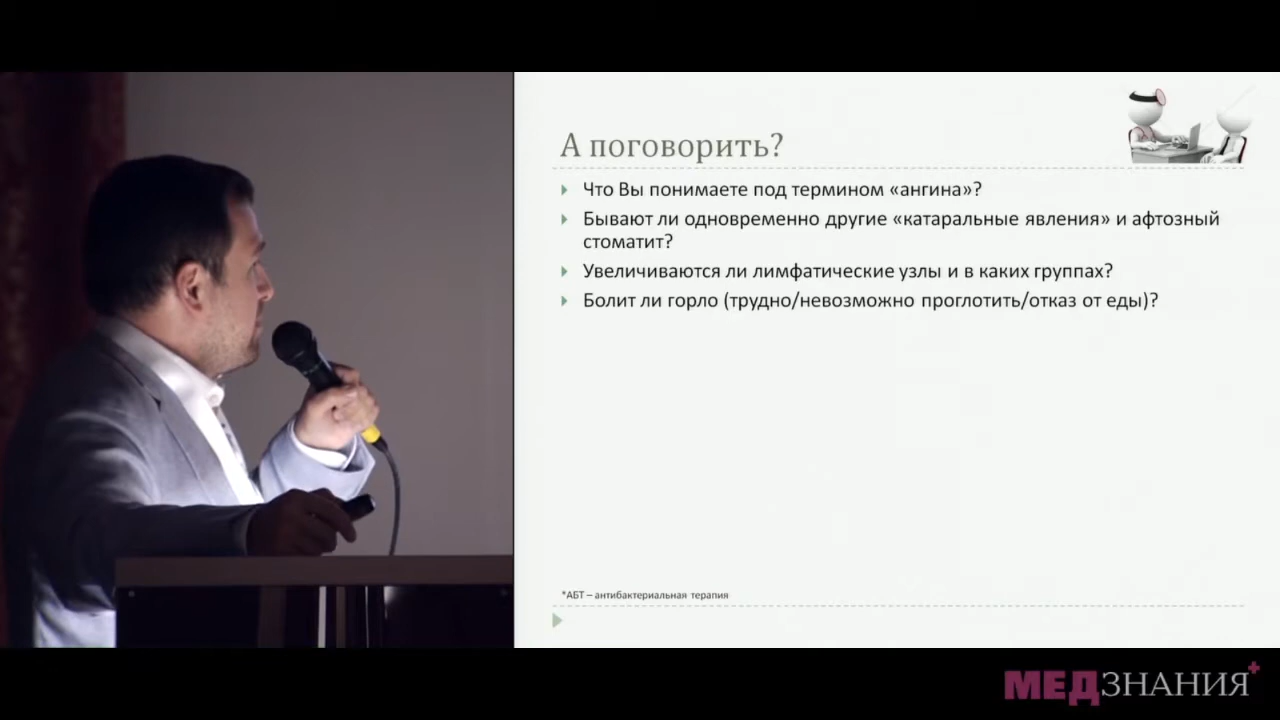 А поговорить?
Что Вы понимаете под термином «ангина»?
Бывают ли одновременно другие «катаральные явления» и афтозный
стоматит?
Увеличиваются ли лимфатические узлы и в каких группах?
Болит ли горло (трудно/невозможно проглотить/отказ от еды)?
*АБТ – антибактериальная терапия
МЕДЗНАНИЯ+